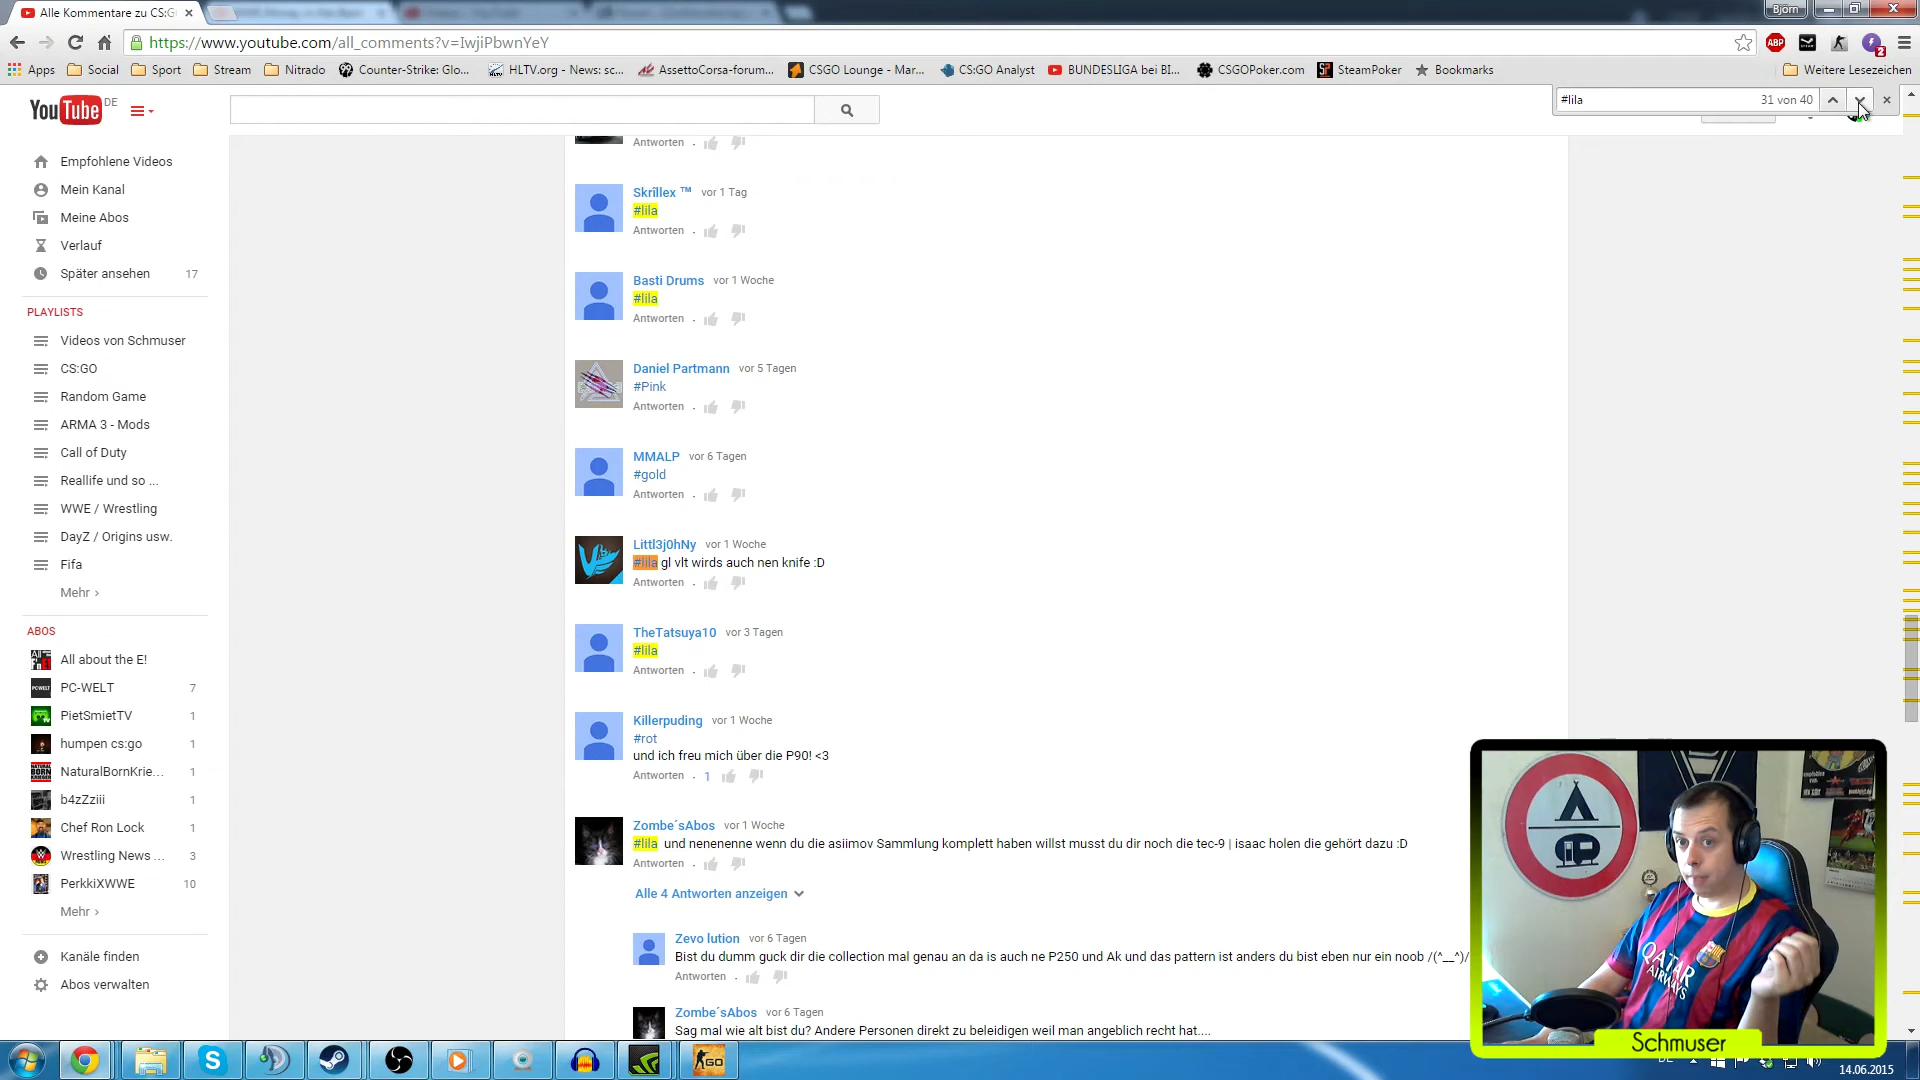 Alle Kommentare zu CS:G
Björn
https://www.youtube.com/all_comments?v=IwjiPbwnYeY
ABP
2
Apps
Social
Sport
Stream
Nitrado
Counter-Strike: Glo...
HLTV.org - News: sc...
AssettoCorsa-forum...
CSGO Lounge - Mar...
CS:GO Analyst
BUNDESLIGA bei BI...
CSGOPoker.com
SteamPoker
Bookmarks
Weitere Lesezeichen
YouTube DE
#lila
31 von 40
Empfohlene Videos
Mein Kanal
Meine Abos
Verlauf
Später ansehen 17
PLAYLISTS
Videos von Schmuser
CS:GO
Random Game
ARMA 3 - Mods
Call of Duty
Reallife und so ...
WWE / Wrestling
DayZ / Origins usw.
Fifa
Mehr ›
ABOS
All about the E!
PC-WELT 7
PietSmietTV 1
humpen cs:go 1
NaturalBornKrie... 1
b4zZziii 1
Chef Ron Lock 1
Wrestling News ... 3
PerkkiXWWE 10
Mehr ›
Kanäle finden
Abos verwalten
Antworten
Skrillex ™ vor 1 Tag
#lila
Antworten
Basti Drums vor 1 Woche
#lila
Antworten
Daniel Partmann vor 5 Tagen
#Pink
Antworten
MMALP vor 6 Tagen
#gold
Antworten
Littl3j0hNy vor 1 Woche
#lila gl vlt wirds auch nen knife :D
Antworten
TheTatsuya10 vor 3 Tagen
#lila
Antworten
Killerpuding vor 1 Woche
#rot
und ich freu mich über die P90! <3
Antworten 1
Zombe´sAbos vor 1 Woche
#lila und nenenenne wenn du die asiimov Sammlung komplett haben willst musst du dir noch die tec-9 | isaac holen die gehört dazu :D
Antworten
Alle 4 Antworten anzeigen
Zevo lution vor 6 Tagen
Bist du dumm guck dir die collection mal genau an da is auch ne P250 und Ak und das pattern ist anders du bist eben nur ein noob /(^__^)/
Antworten
Zombe´sAbos vor 6 Tagen
Sag mal wie alt bist du? Andere Personen direkt zu beleidigen weil man angeblich recht hat....
QATAR
AIRWAYS
Schmuser
GO
DE
14.06.2015